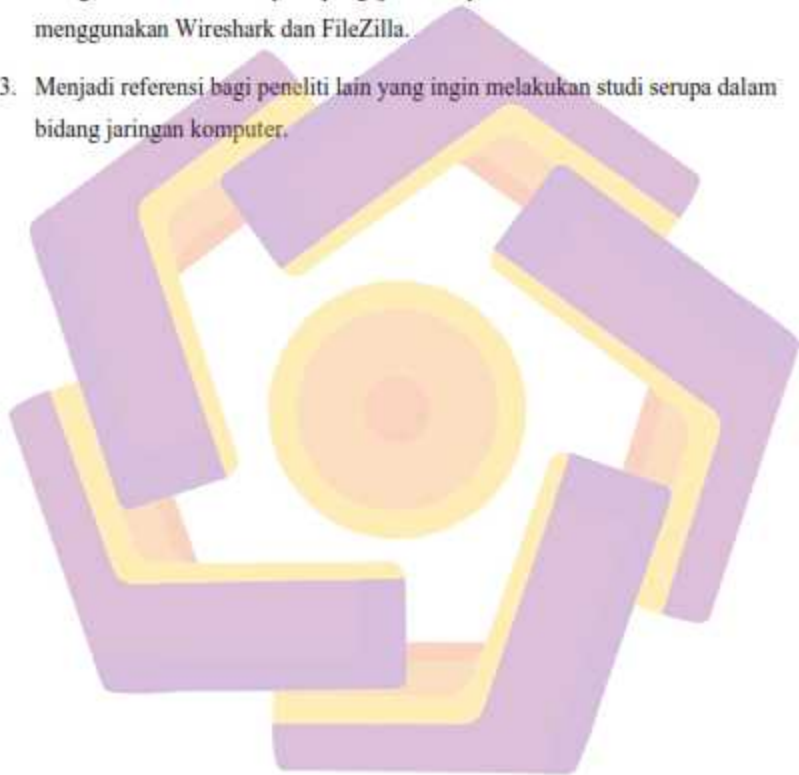 menggunakan Wireshark dan FileZilla.
3. Menjadi referensi bagi peneliti lain yang ingin melakukan studi serupa dalam
bidang jaringan komputer.